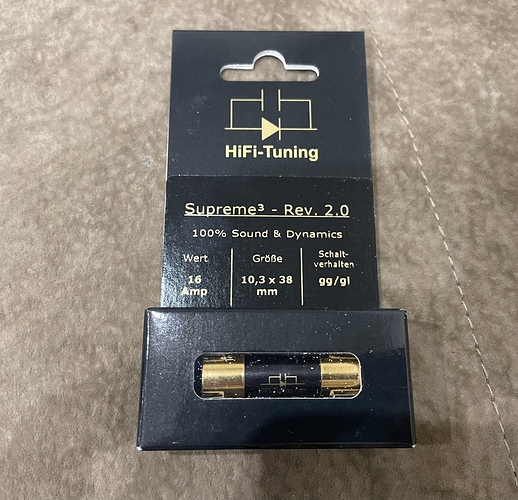 HiFi-Tuning
Supreme³ - Rev. 2.0
100% Sound & Dynamics
Wert
16
Amp
Größe
10,3 x 38
mm
Schalt-
verhalten
gg/gl